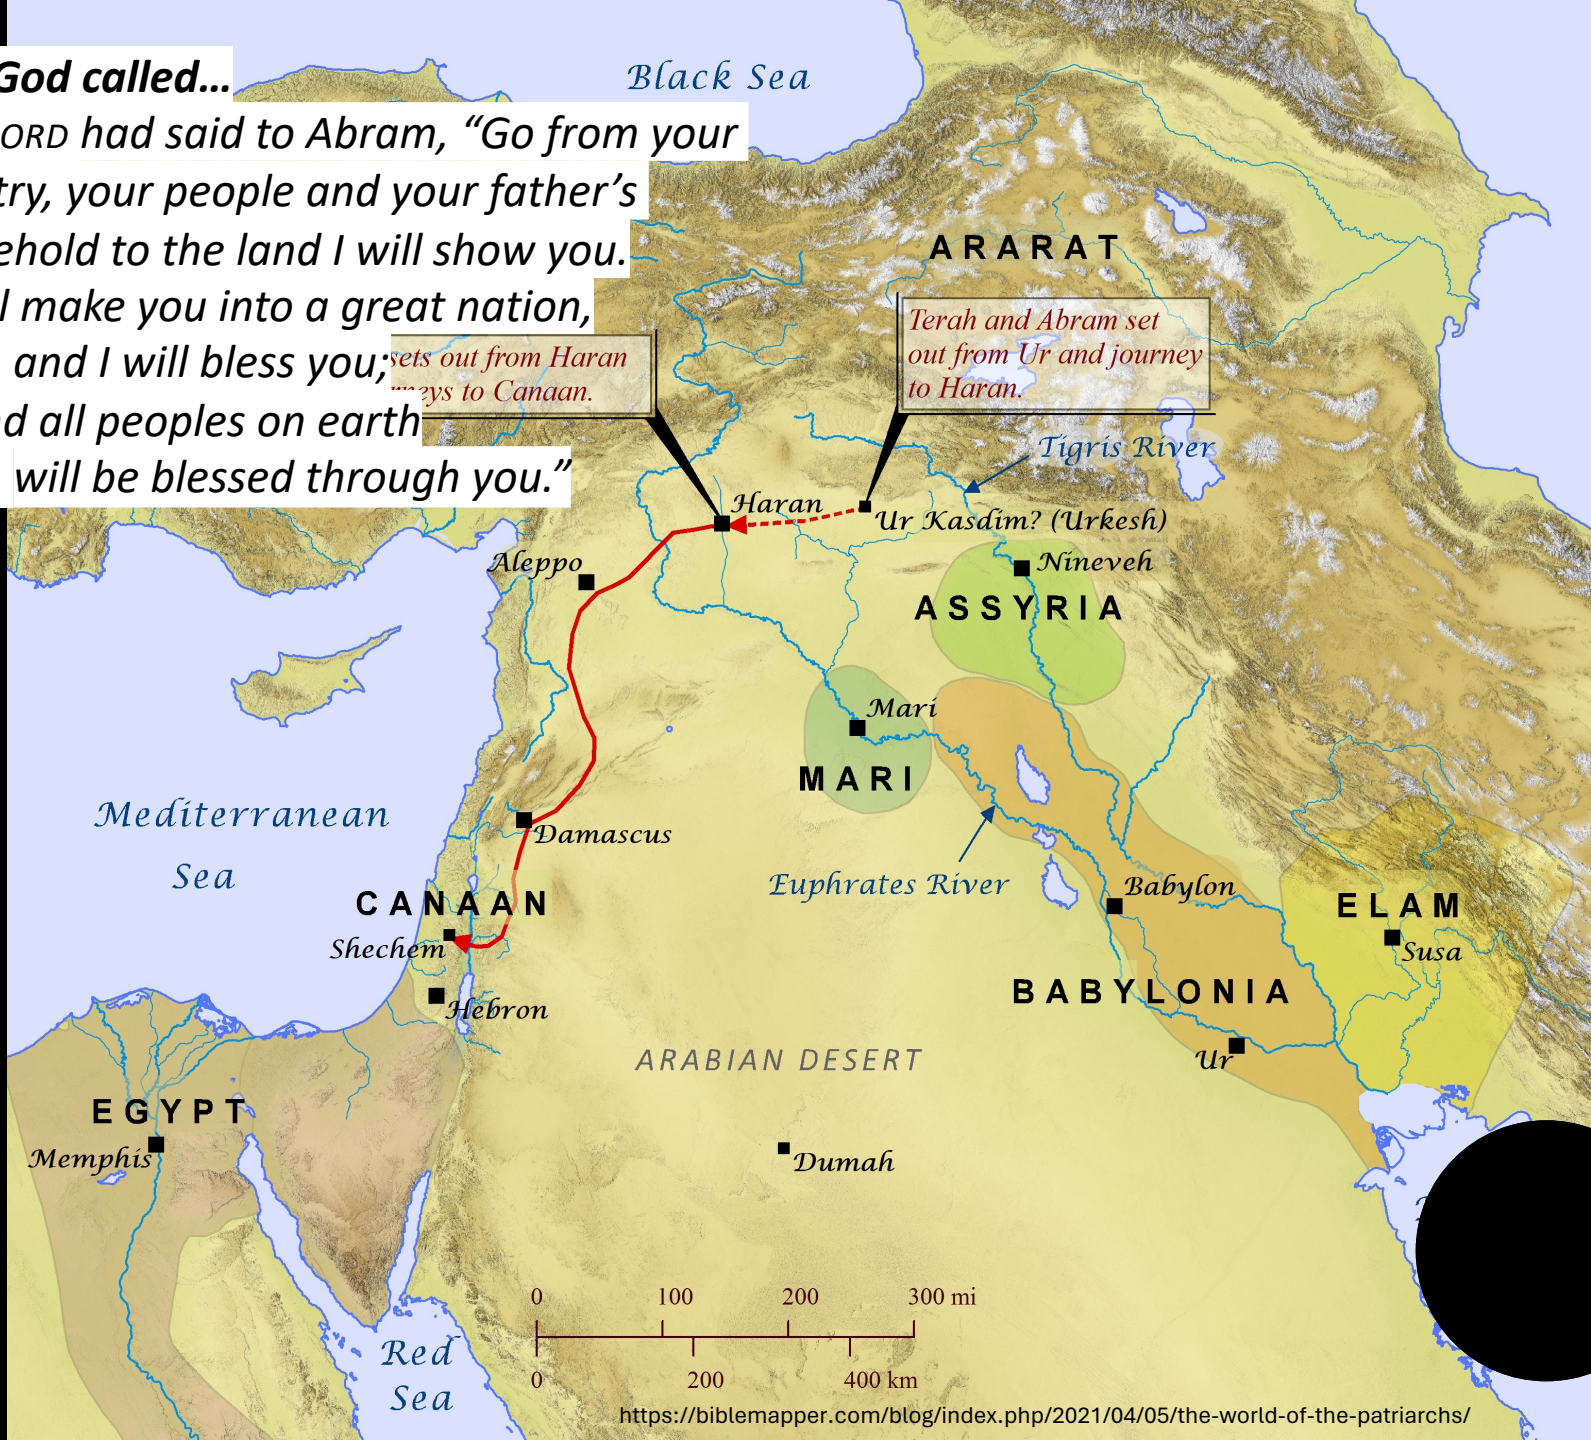 God called…
ORD had said to Abram, “Go from your
try, your people and your father’s
ehold to the land I will show you.
l make you into a great nation,
and I will bless you;
d all peoples on earth
will be blessed through you.”
Black Sea
ARARAT
sets out from Haran
eys to Canaan.
Terah and Abram set
out from Ur and journey
to Haran.
Tigris River
Haran
Ur Kasdim? (Urkesh)
Aleppo
Nineveh
ASSYRIA
Mari
MARI
Mediterranean
Sea
Damascus
Euphrates River
Babylon
CANAAN
ELAM
Shechem
Susa
Hebron
BABYLONIA
ARABIAN DESERT
Ur
EGYPT
Memphis
Dumah
0 100 200 300 mi
0 200 400 km
Red
Sea
https://biblemapper.com/blog/index.php/2021/04/05/the-world-of-the-patriarchs/